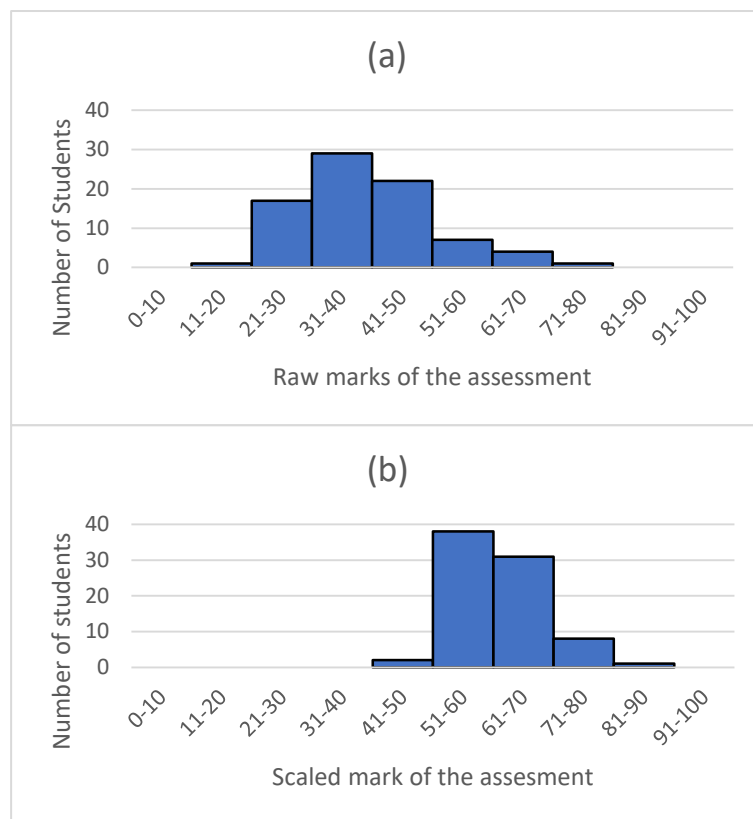 (a)
Number of Students
40
30
20
10
0
0-10 11-20 21-30 31-40 41-50 51-60 61-70 71-80 81-90 91-100
Raw marks of the assessment
(b)
Number of students
40
30
20
10
0
0-10 11-20 21-30 31-40 41-50 51-60 61-70 71-80 81-90 91-100
Scaled mark of the assesment